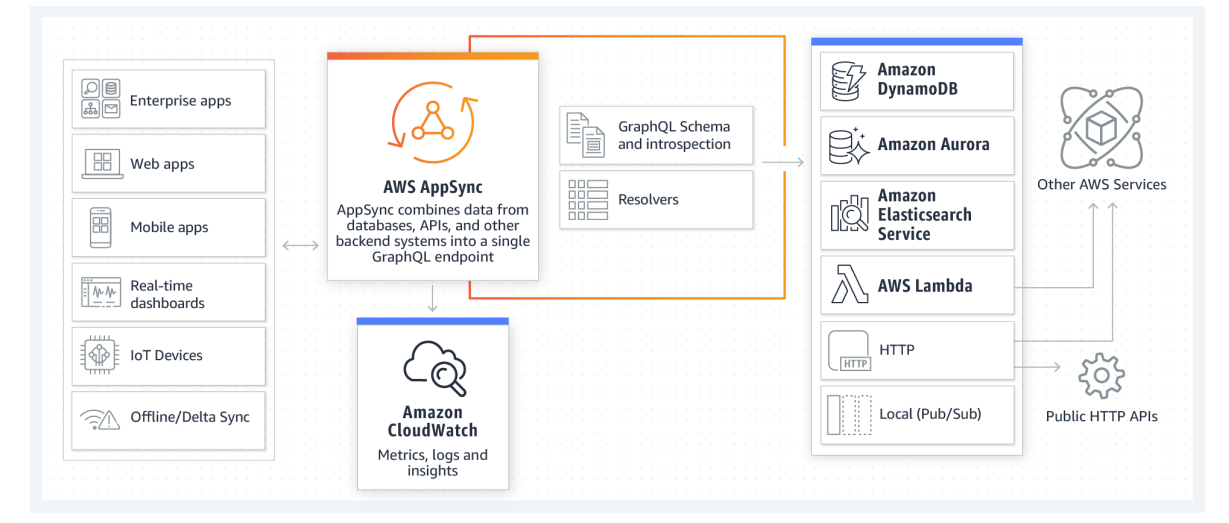 Enterprise apps
Web apps
Mobile apps
Real-time
dashboards
IoT Devices
Offline/Delta Sync
AWS AppSync
AppSync combines data from
databases, APIs, and other
backend systems into a single
GraphQL endpoint
Amazon
CloudWatch
Metrics, logs and
insights
GraphQL Schema
and introspection
Resolvers
Amazon
DynamoDB
Amazon Aurora
Amazon
Elasticsearch
Service
AWS Lambda
HTTP
HTTP
Local (Pub/Sub)
Other AWS Services
Public HTTP APIs